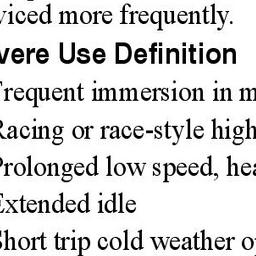 viced more frequently.
vere Use Definition
Frequent immersion in m
Racing or race-style high
Prolonged low speed, hea
Extended idle
Short trip cold weather o